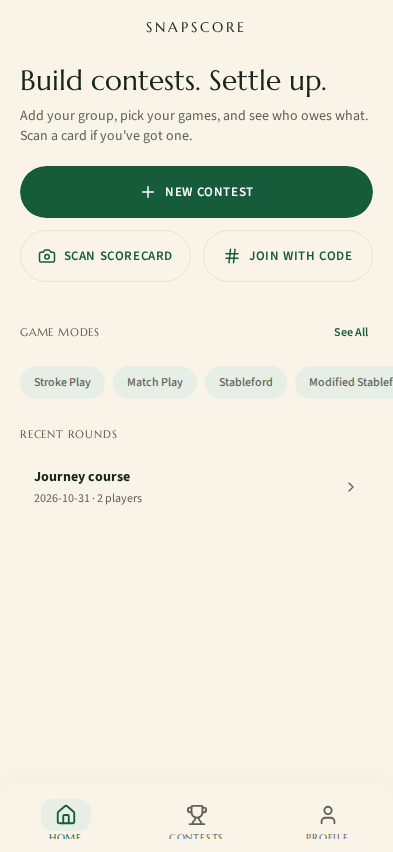 SNAPSCORE
Build contests. Settle up.
Add your group, pick your games, and see who owes what.
Scan a card if you've got one.
NEW CONTEST
SCAN SCORECARD
JOIN WITH CODE
GAME MODES
See All
Stroke Play
Match Play
Stableford
Modified Stablef
RECENT ROUNDS
Journey course
2026-10-31 · 2 players
HOME
CONTESTS
PROFILE